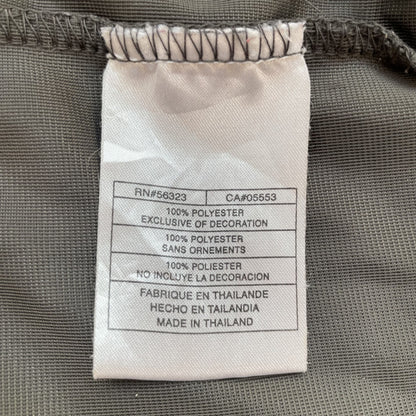 RN#56323 CA#05553
100% POLYESTER
EXCLUSIVE OF DECORATION
100% POLYESTER
SANS ORNEMENTS
100% POLIESTER
NO INCLUYE LA DECORACION
FABRIQUE EN THAILANDE
HECHO EN TAILANDIA
MADE IN THAILAND